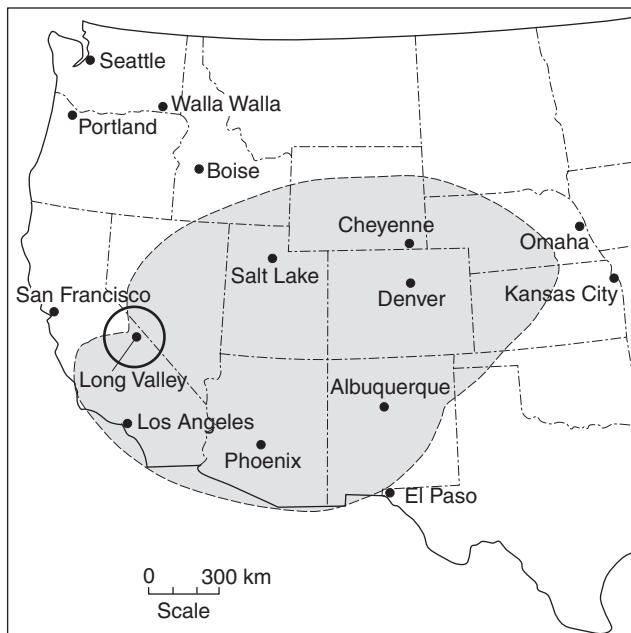 Seattle
Walla Walla
Portland
Boise
Cheyenne
Omaha
Salt Lake
San Francisco
Denver
Kansas City
Long Valley
Albuquerque
Los Angeles
Phoenix
El Paso
0 300 km
Scale